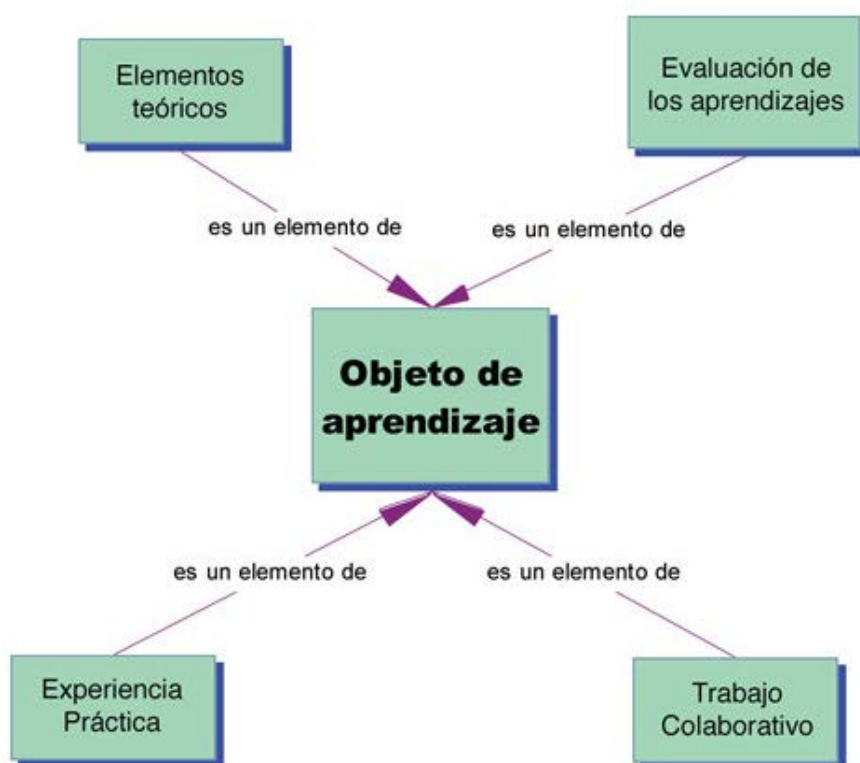 Elementos
teóricos
Evaluación de
los aprendizajes
es un elemento de
es un elemento de
Objeto de
aprendizaje
es un elemento de
es un elemento de
Experiencia
Práctica
Trabajo
Colaborativo